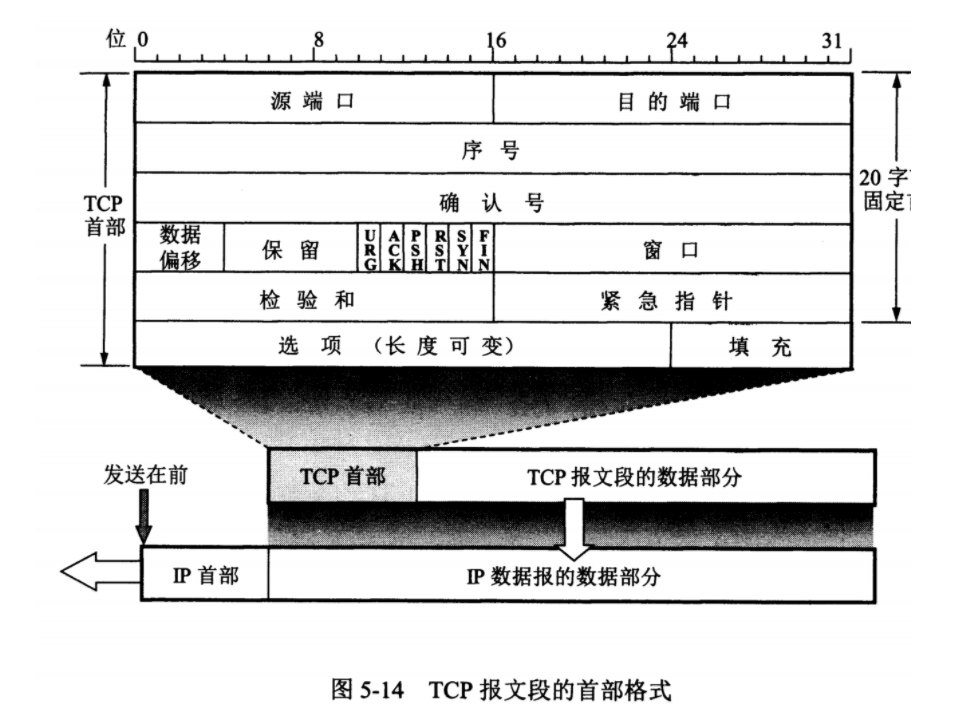 位 0 8 16 24 31
源端口 目的端口
序号
TCP 首部
确认号
20 字
固定
数据偏移 保留 URG ACK PSH RST SYN FIN 窗口
检验和 紧急指针
选项（长度可变） 填充
发送在前
TCP 首部 TCP 报文段的数据部分
IP 首部 IP 数据报的数据部分
图 5-14 TCP 报文段的首部格式